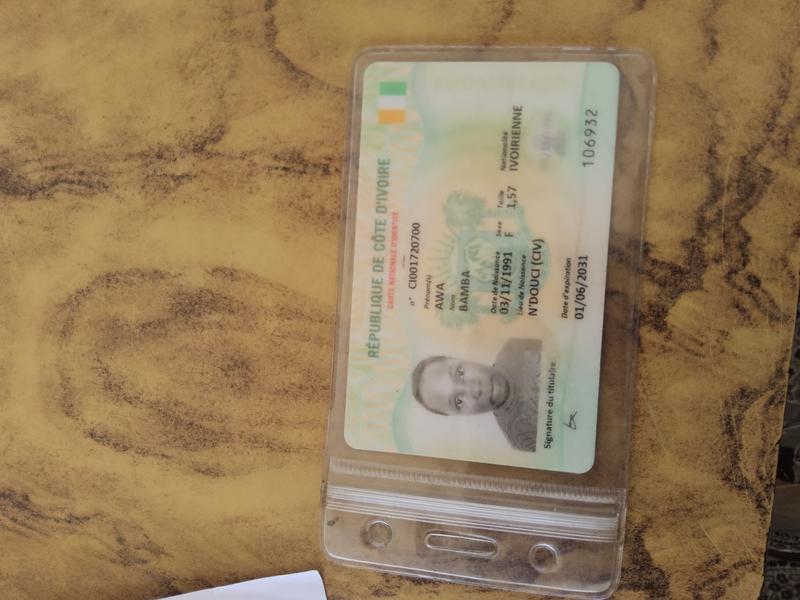 RÉPUBLIQUE DE CÔTE D'IVOIRE
CARTE NATIONALE D'IDENTITÉ
n° CI001720700
Prénom(s)
AWA
Nom
BAMBA
Date de Naissance Sexe Taille Nationalité
03/11/1991 F 1,57 IVOIRIENNE
Lieu de Naissance
N'DOUCI (CIV)
Signature du titulaire
Date d'expiration
01/06/2031
106932